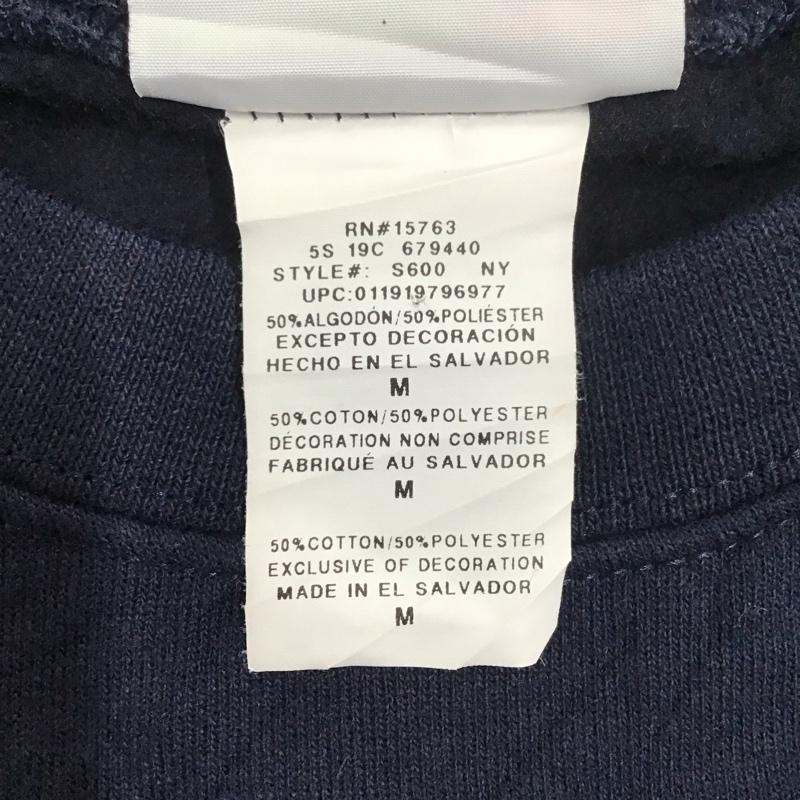 RN#15763
5S 19C 679440
STYLE#: S600 NY
UPC:011919796977
50%ALGODÓN/50%POLIÉSTER
EXCEPTO DECORACIÓN
HECHO EN EL SALVADOR
M
50%COTON/50%POLYESTER
DÉCORATION NON COMPRISE
FABRIQUÉ AU SALVADOR
M
50%COTTON/50%POLYESTER
EXCLUSIVE OF DECORATION
MADE IN EL SALVADOR
M